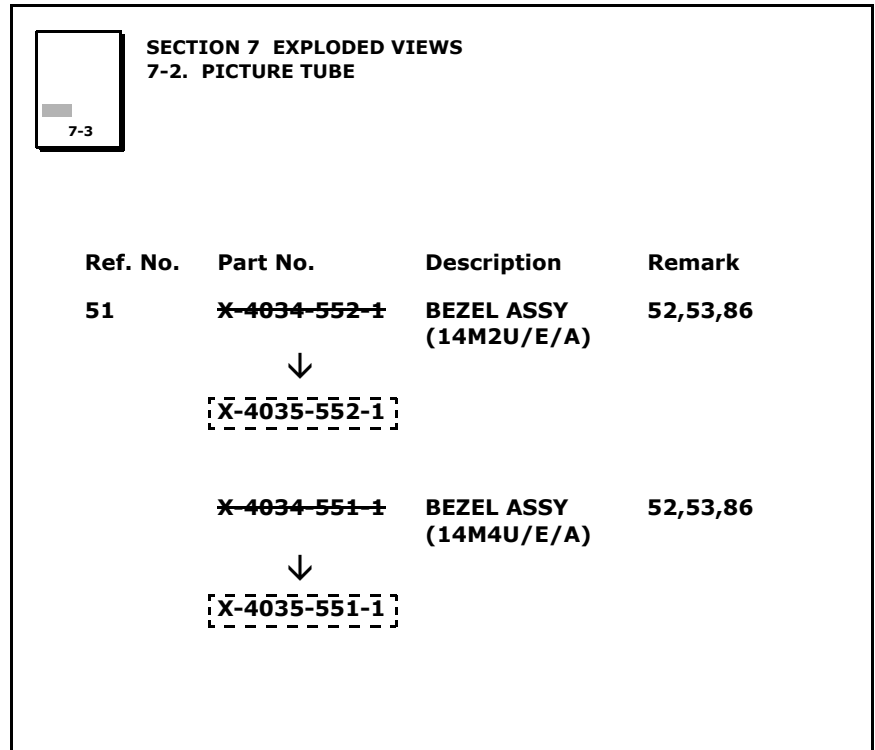 SECTION 7 EXPLODED VIEWS
7-2. PICTURE TUBE
7-3
Ref. No. Part No. Description Remark
51 X-4034-552-1 BEZEL ASSY 52,53,86
(14M2U/E/A)
↓
X-4035-552-1
X-4034-551-1 BEZEL ASSY 52,53,86
(14M4U/E/A)
↓
X-4035-551-1